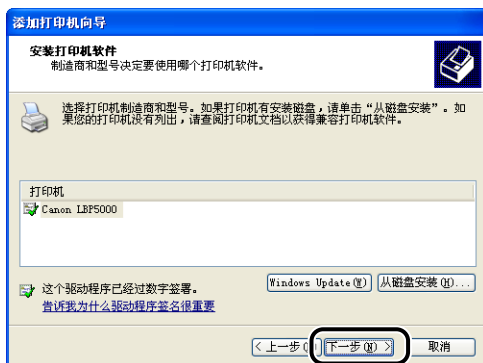 添加打印机向导
安装打印机软件
制造商和型号决定要使用哪个打印机软件。
选择打印机制造商和型号。如果打印机有安装磁盘，请单击“从磁盘安装”。如
果您的打印机没有列出，请查阅打印机文档以获得兼容打印机软件。
打印机
Canon LBP5000
这个驱动程序已经过数字签署。
告诉我为什么驱动程序签名很重要
Windows Update(W) 从磁盘安装(H)...
< 上一步( 下一步(N) > 取消